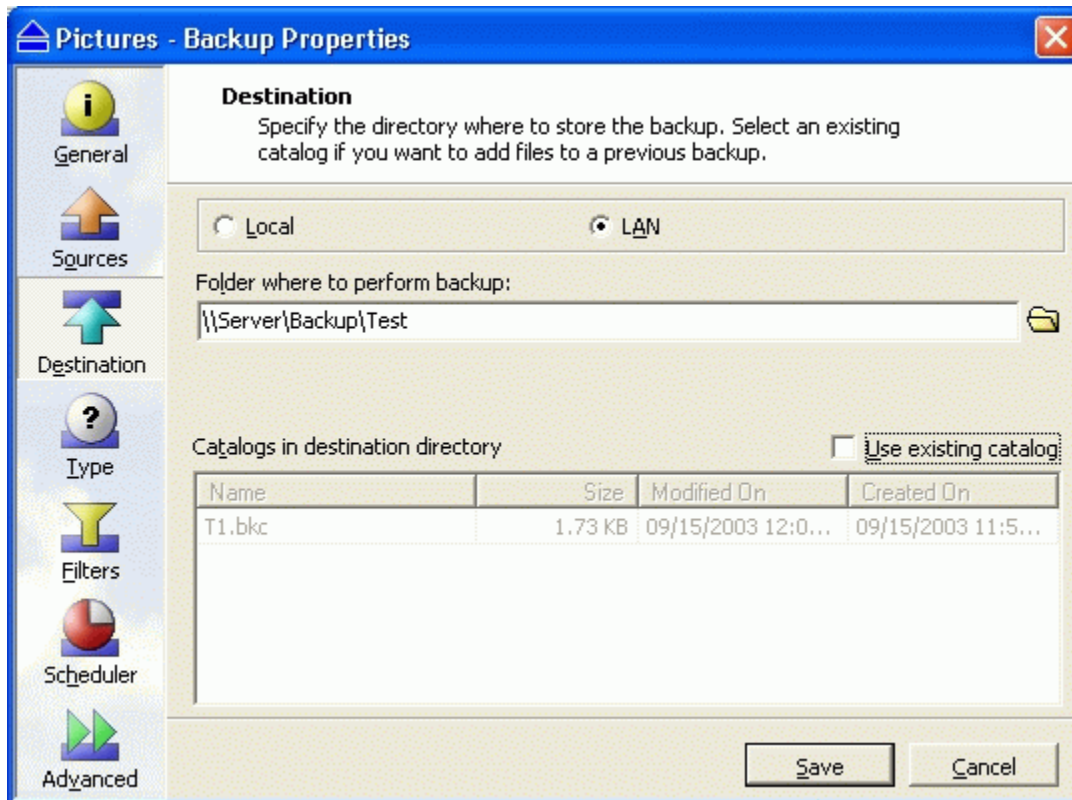 Pictures - Backup Properties
General
Sources
Destination
Type
Filters
Scheduler
Advanced
Destination
Specify the directory where to store the backup. Select an existing
catalog if you want to add files to a previous backup.
Local LAN
Folder where to perform backup:
\\Server\Backup\Test
Catalogs in destination directory Use existing catalog
Name Size Modified On Created On
T1.bkc 1.73 KB 09/15/2003 12:0... 09/15/2003 11:5...
Save Cancel